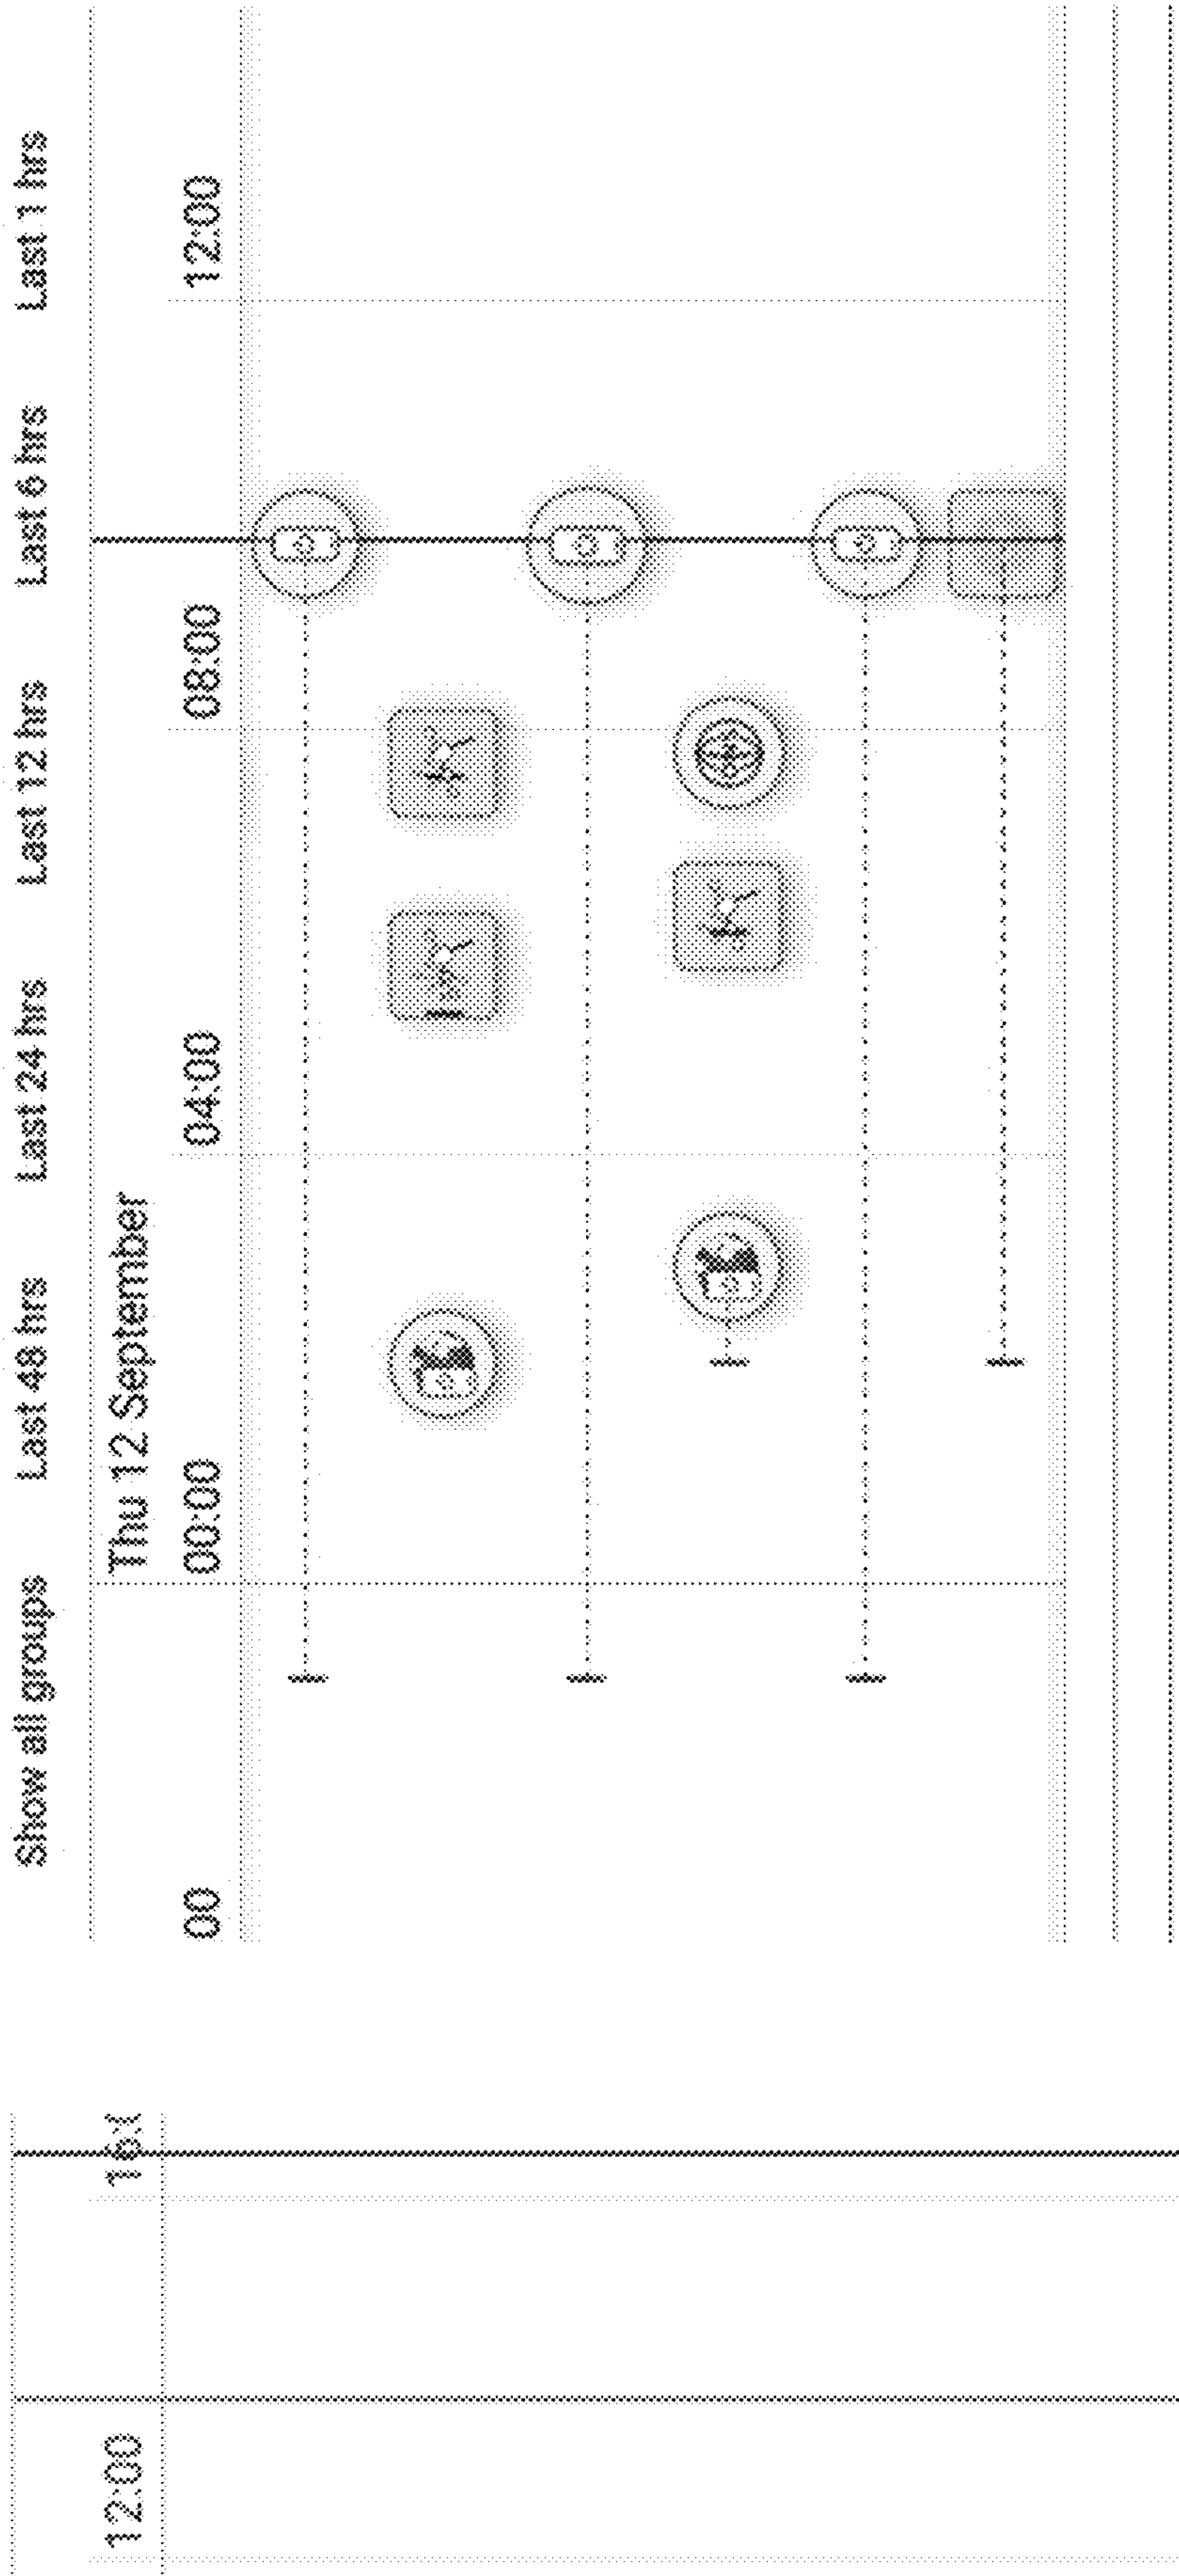 Show all groups Last 48 hrs Last 24 hrs Last 12 hrs Last 6 hrs Last 1 hrs
Thu 12 September
00 00:00 04:00 08:00 12:00
12:00